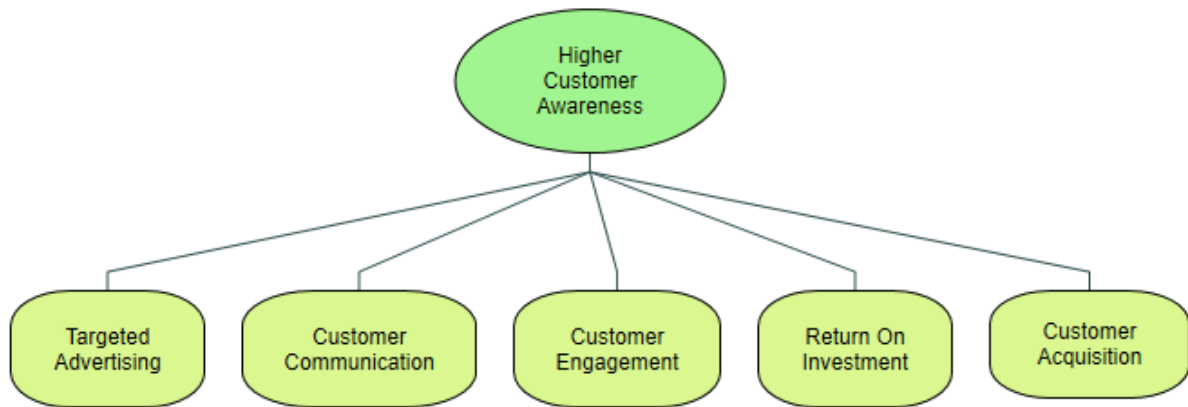 Higher
Customer
Awareness
Targeted
Advertising
Customer
Communication
Customer
Engagement
Return On
Investment
Customer
Acquisition